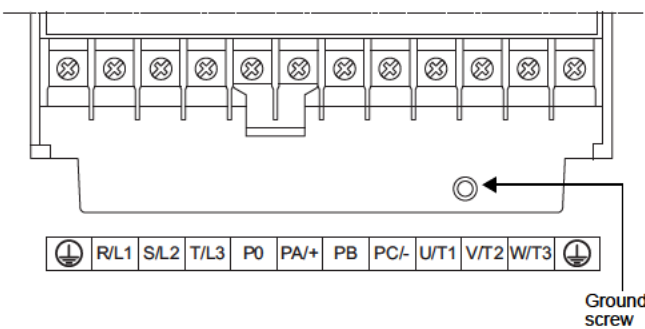 R/L1 S/L2 T/L3 P0 PA/+ PB PC/- U/T1 V/T2 W/T3
Ground
screw